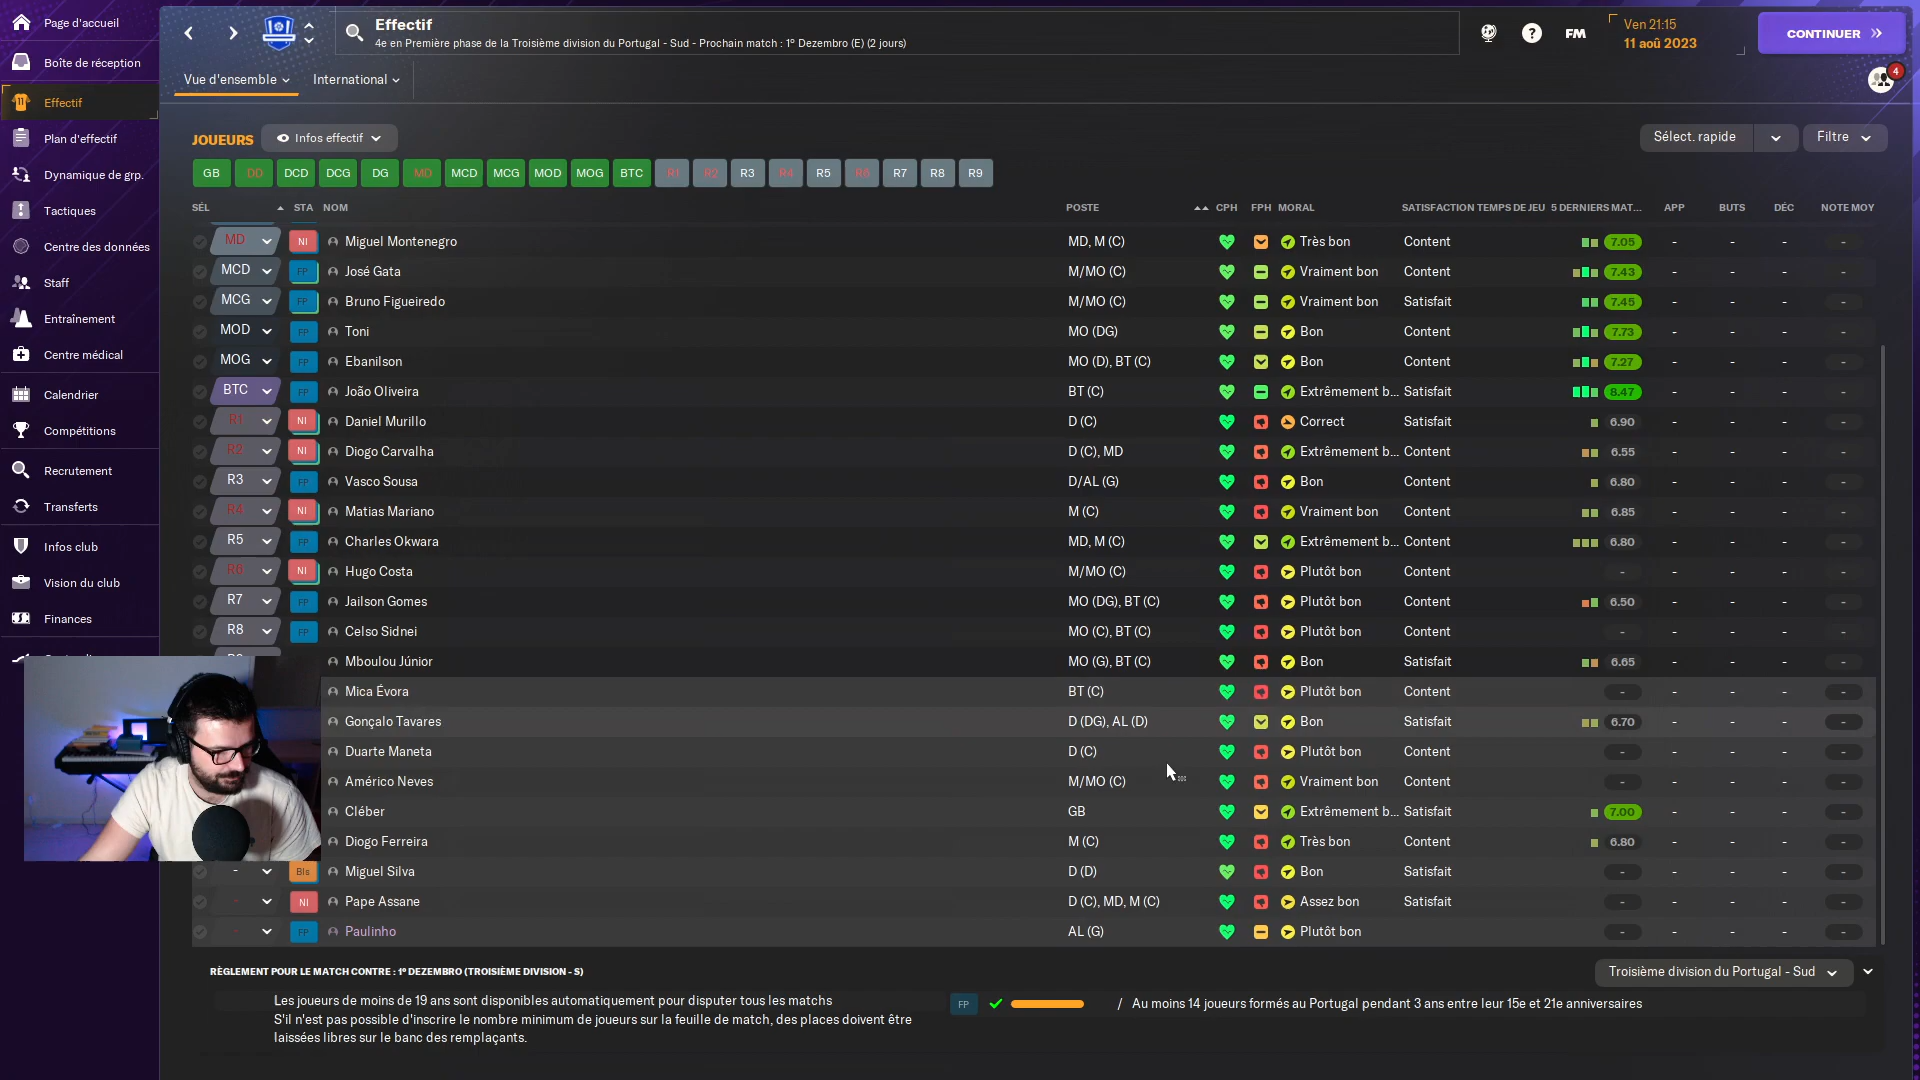 Page d'accueil
Boîte de réception
Effectif
Plan d'effectif
Dynamique de grp.
Tactiques
Centre des données
Staff
Entraînement
Centre médical
Calendrier
Compétitions
Recrutement
Transferts
Infos club
Vision du club
Finances
Effectif
4e en Première phase de la Troisième division du Portugal - Sud - Prochain match : 1º Dezembro (E) (2 jours)
? FM
Ven 21:15
11 aoû 2023
CONTINUER
4
Vue d'ensemble International
JOUEURS Infos effectif Sélect. rapide Filtre
GB DD DCD DCG DG MD MCD MCG MOD MOG BTC R1 R2 R3 R4 R5 R6 R7 R8 R9
SÉL STA NOM POSTE CPH FPH MORAL SATISFACTION TEMPS DE JEU 5 DERNIERS MAT... APP BUTS DÉC NOTE MOY
MD NI Miguel Montenegro MD, M (C) Très bon Content 7.05 - - - -
MCD FP José Gata M/MO (C) Vraiment bon Content 7.43 - - - -
MCG FP Bruno Figueiredo M/MO (C) Vraiment bon Satisfait 7.45 - - - -
MOD FP Toni MO (DG) Bon Content 7.73 - - - -
MOG FP Ebanilson MO (D), BT (C) Bon Content 7.27 - - - -
BTC FP João Oliveira BT (C) Extrêmement b... Satisfait 8.47 - - - -
R1 NI Daniel Murillo D (C) Correct Satisfait 6.90 - - - -
R2 NI Diogo Carvalha D (C), MD Extrêmement b... Content 6.55 - - - -
R3 FP Vasco Sousa D/AL (G) Bon Content 6.80 - - - -
R4 NI Matias Mariano M (C) Vraiment bon Content 6.85 - - - -
R5 FP Charles Okwara MD, M (C) Extrêmement b... Content 6.80 - - - -
R6 NI Hugo Costa M/MO (C) Plutôt bon Content - - - - -
R7 FP Jailson Gomes MO (DG), BT (C) Plutôt bon Content 6.50 - - - -
R8 FP Celso Sidnei MO (C), BT (C) Plutôt bon Content - - - - -
Mboulou Júnior MO (G), BT (C) Bon Satisfait 6.65 - - - -
Mica Évora BT (C) Plutôt bon Content - - - - -
Gonçalo Tavares D (DG), AL (D) Bon Satisfait 6.70 - - - -
Duarte Maneta D (C) Plutôt bon Content - - - - -
Américo Neves M/MO (C) Vraiment bon Content - - - - -
Cléber GB Extrêmement b... Satisfait 7.00 - - - -
Diogo Ferreira M (C) Très bon Content 6.80 - - - -
- Bls Miguel Silva D (D) Bon Satisfait - - - - -
- NI Pape Assane D (C), MD, M (C) Assez bon Satisfait - - - - -
- FP Paulinho AL (G) Plutôt bon - - - - -
RÈGLEMENT POUR LE MATCH CONTRE : 1º DEZEMBRO (TROISIÈME DIVISION - S) Troisième division du Portugal - Sud
Les joueurs de moins de 19 ans sont disponibles automatiquement pour disputer tous les matchs
S'il n'est pas possible d'inscrire le nombre minimum de joueurs sur la feuille de match, des places doivent être
laissées libres sur le banc des remplaçants.
FP / Au moins 14 joueurs formés au Portugal pendant 3 ans entre leur 15e et 21e anniversaires